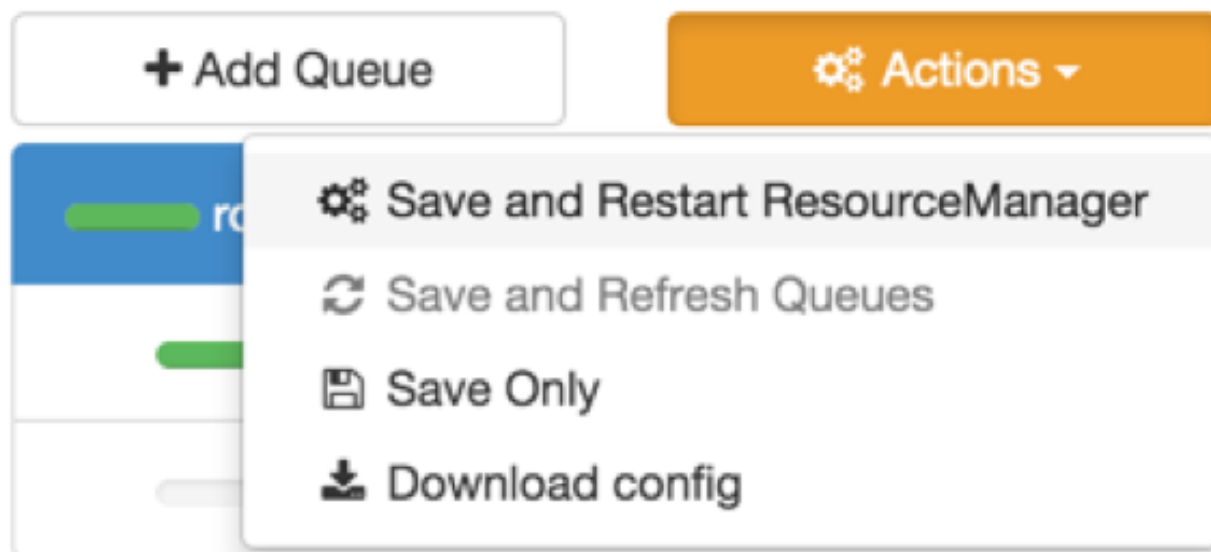 Add Queue
Actions
Save and Restart ResourceManager
Save and Refresh Queues
Save Only
Download config